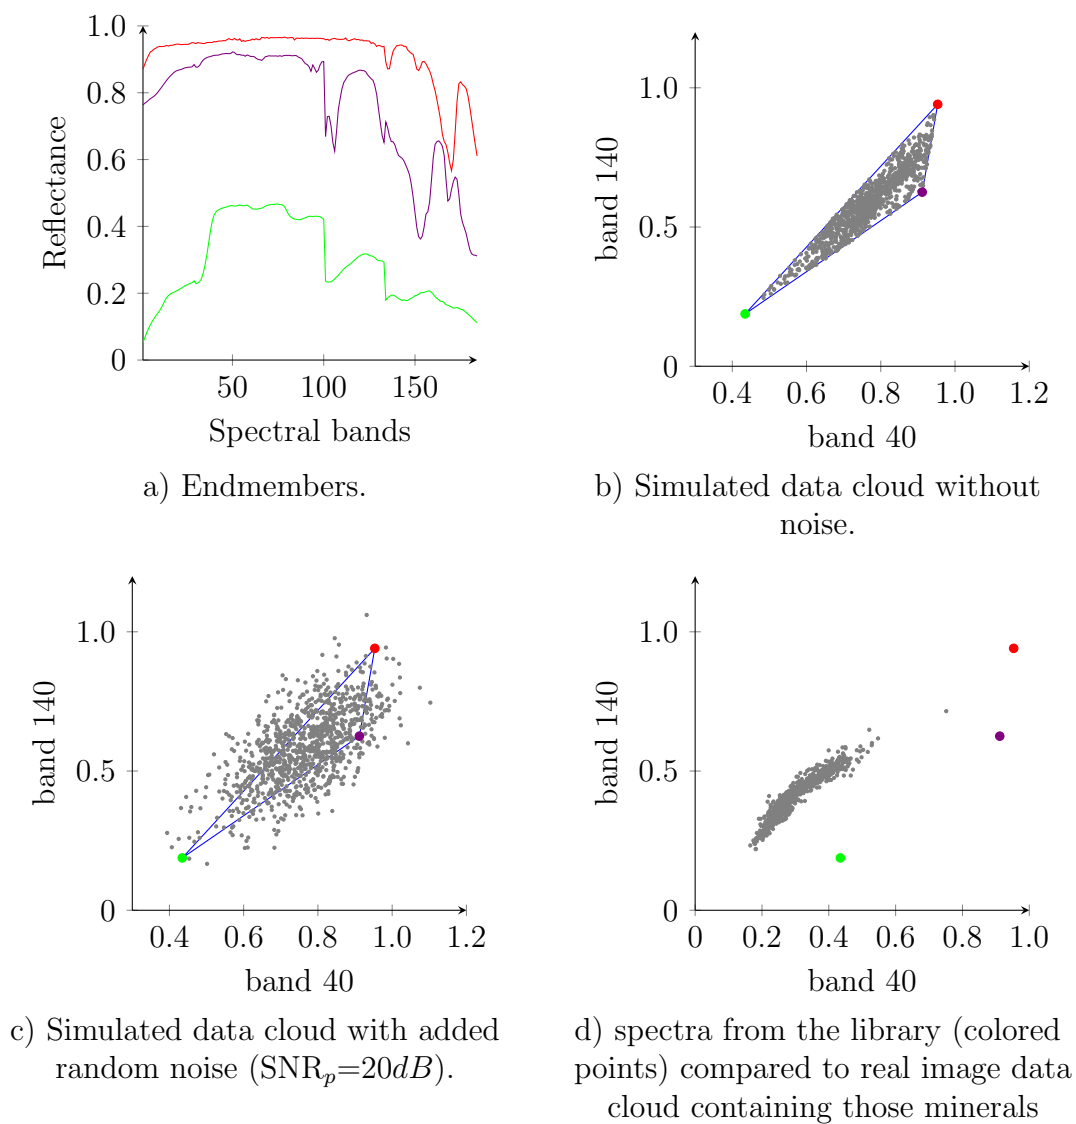 1.0
0.8
0.6
0.4
0.2
0
Reflectance
50 100 150
Spectral bands
a) Endmembers.
1.0
0.5
0
band 140
0.4 0.6 0.8 1.0 1.2
band 40
b) Simulated data cloud without
noise.
1.0
0.5
0
band 140
0.4 0.6 0.8 1.0 1.2
band 40
c) Simulated data cloud with added
random noise (SNRₚ=20dB).
1.0
0.5
0
band 140
0 0.2 0.4 0.6 0.8 1.0
band 40
d) spectra from the library (colored
points) compared to real image data
cloud containing those minerals